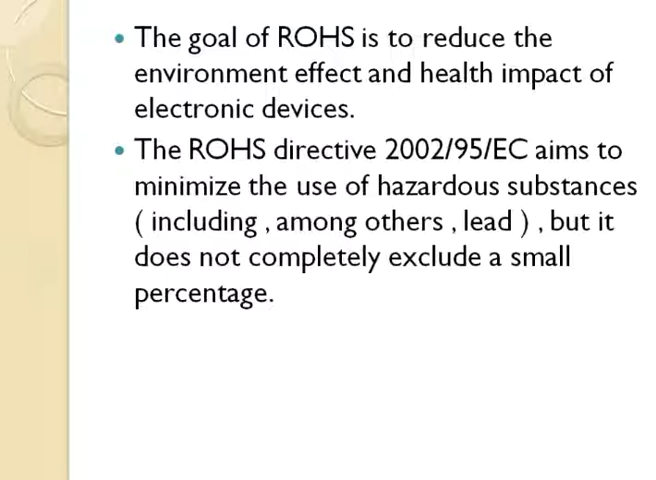 • The goal of ROHS is to reduce the
environment effect and health impact of
electronic devices.
• The ROHS directive 2002/95/EC aims to
minimize the use of hazardous substances
( including , among others , lead ) , but it
does not completely exclude a small
percentage.